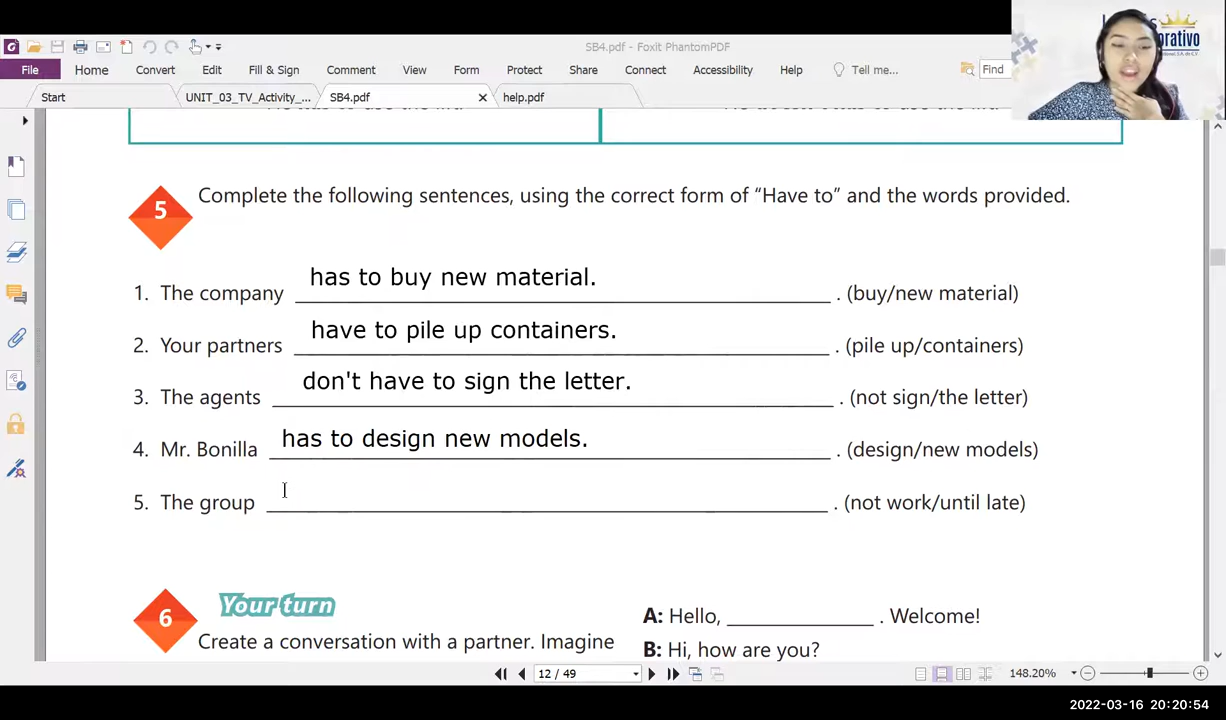 SB4.pdf - Foxit PhantomPDF
File Home Convert Edit Fill & Sign Comment View Form Protect Share Connect Accessibility Help Tell me... Find
Start UNIT_03_TV_Activity_... SB4.pdf help.pdf
5 Complete the following sentences, using the correct form of “Have to” and the words provided.
has to buy new material.
1. The company ____ . (buy/new material)
have to pile up containers.
2. Your partners ____ . (pile up/containers)
don't have to sign the letter.
3. The agents ____ . (not sign/the letter)
has to design new models.
4. Mr. Bonilla ____ . (design/new models)
5. The group ____ . (not work/until late)
6 Your turn
Create a conversation with a partner. Imagine
A: Hello, ____ . Welcome!
B: Hi, how are you?
12 / 49 148.20%
2022-03-16 20:20:54